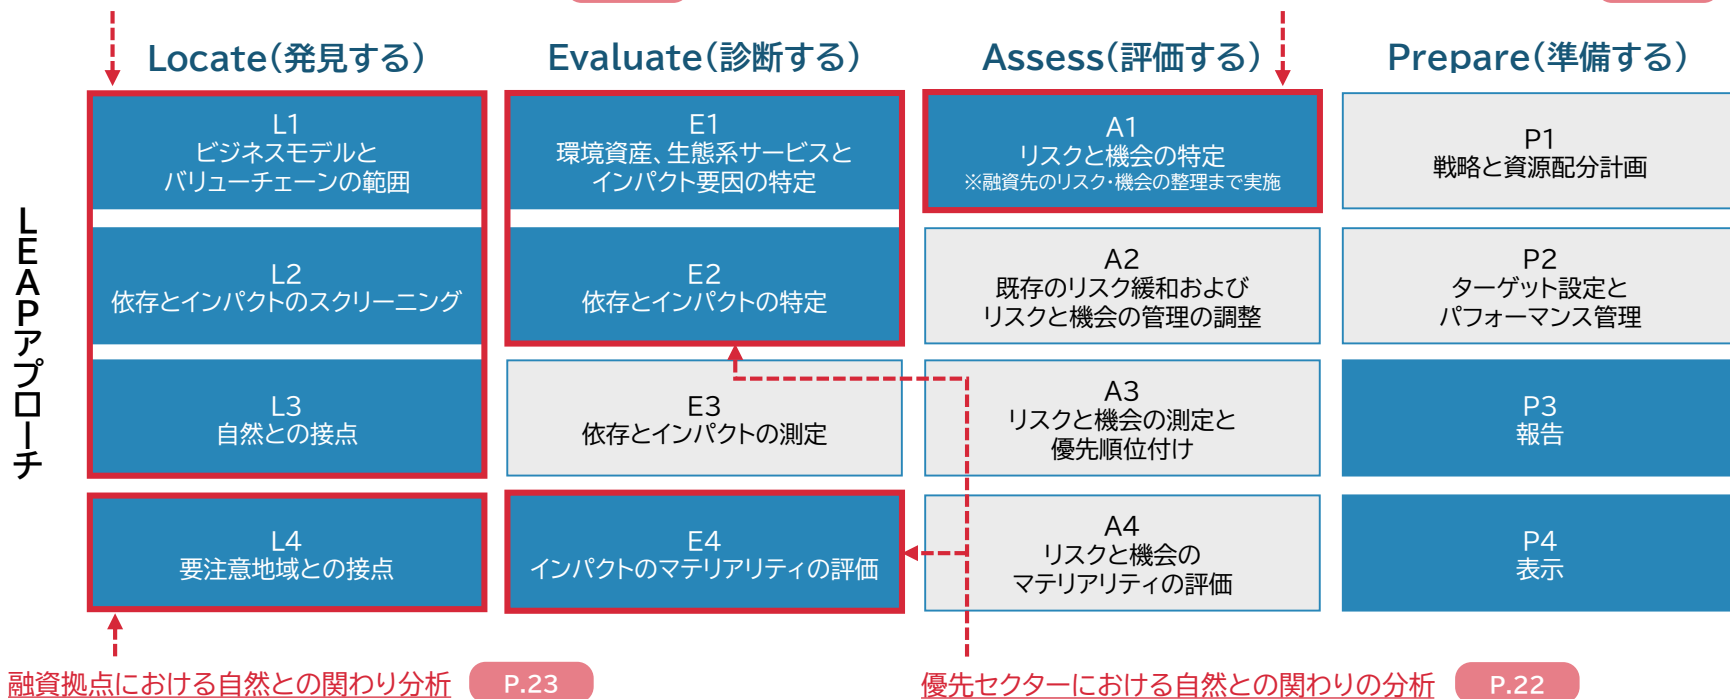 Locate(発見する)
Evaluate(診断する)
Assess(評価する)
Prepare(準備する)
LEAPアプローチ
L1
ビジネスモデルと
バリューチェーンの範囲
E1
環境資産、生態系サービスと
インパクト要因の特定
A1
リスクと機会の特定
※融資先のリスク・機会の整理まで実施
P1
戦略と資源配分計画
L2
依存とインパクトのスクリーニング
E2
依存とインパクトの特定
A2
既存のリスク緩和および
リスクと機会の管理の調整
P2
ターゲット設定と
パフォーマンス管理
L3
自然との接点
E3
依存とインパクトの測定
A3
リスクと機会の測定と
優先順位付け
P3
報告
L4
要注意地域との接点
E4
インパクトのマテリアリティの評価
A4
リスクと機会の
マテリアリティの評価
P4
表示
融資拠点における自然との関わり分析 P.23
優先セクターにおける自然との関わりの分析 P.22